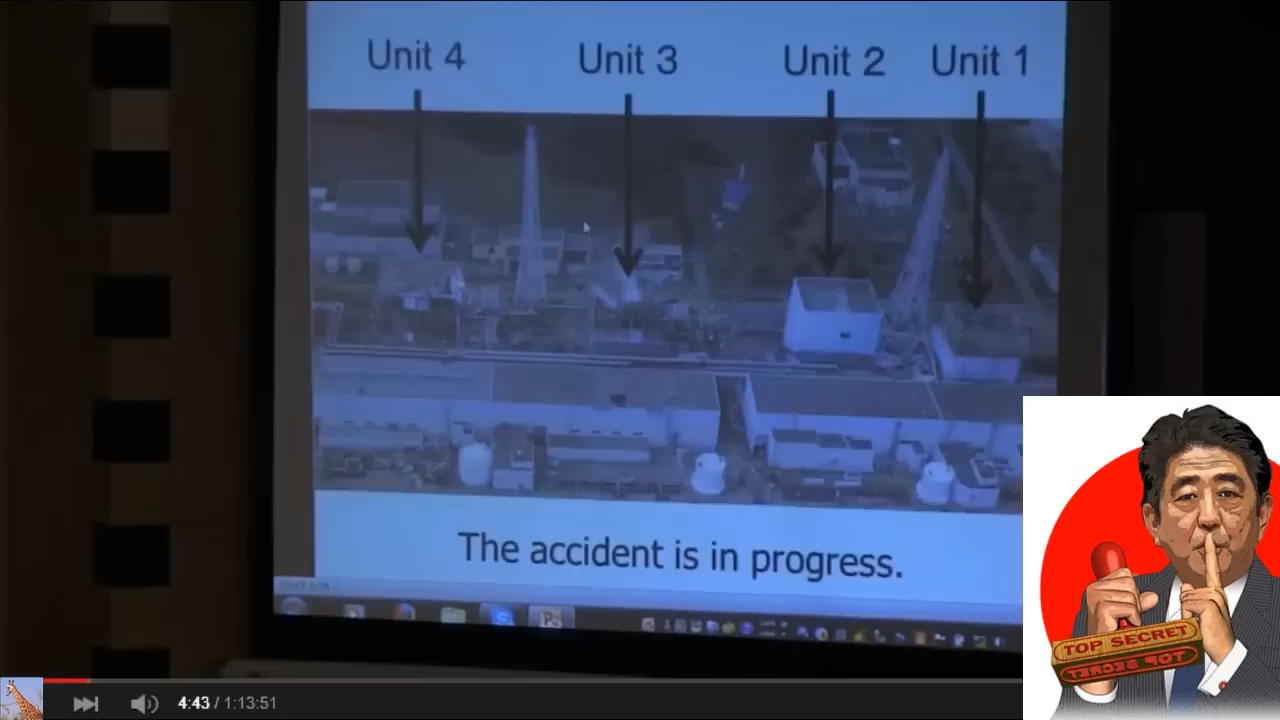 Unit 4 Unit 3 Unit 2 Unit 1
The accident is in progress.
TOP SECRET
TOP SECRET
4:43 / 1:13:51